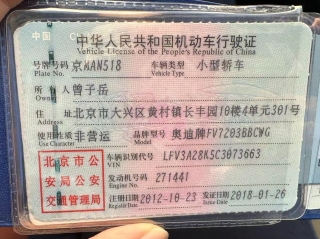 中华人民共和国机动车行驶证
Vehicle License of the People's Republic of China
号牌号码 京KAN518 车辆类型 小型轿车
Plate No. Vehicle Type
所有人 曾子岳
Owner
住址 北京市大兴区黄村镇长丰园10楼4单元301号
Address
使用性质 非营运 品牌型号 奥迪牌FV7203BBCWG
Use Character Model
北京市公安局公安交通管理局
车辆识别代号 LFV3A28K5C3073663
VIN
发动机号码 271441
Engine No.
注册日期 2012-10-23 发证日期 2018-01-26
Register Date Issue Date